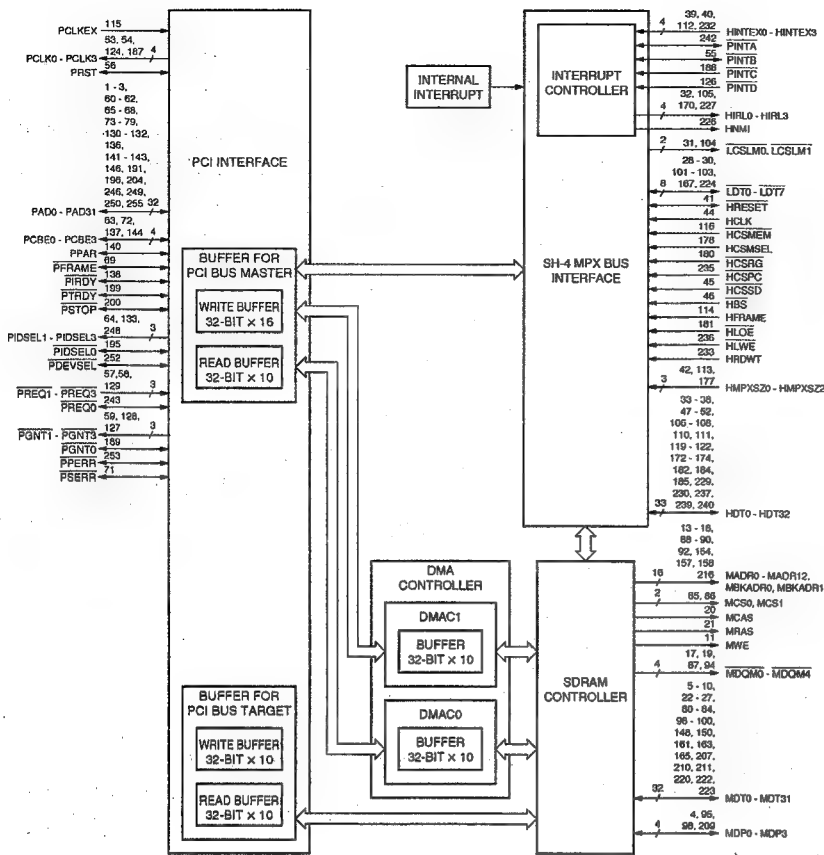 PCLKEX 115
53, 54,
PCLK0 - PCLK3 124, 187 4
PRST 56
1 - 3,
60 - 62,
65 - 68,
73 - 79,
130 - 132,
136,
141 - 143,
146, 191,
196, 204,
246, 249,
PAD0 - PAD31 250, 255 32
63, 72,
PCBE0 - PCBE3 137, 144 4
PPAR 140
PFRAME 69
PIRDY 138
PTRDY 199
PSTOP 200
64, 133,
PIDSEL1 - PIDSEL3 248 3
PIDSEL0 195
PDEVSEL 252
57, 58,
PREQ1 - PREQ3 129 3
PREQ0 243
59, 128,
PGNT1 - PGNT3 127 3
PGNT0 189
PPERR 253
PSERR 71
PCI INTERFACE
BUFFER FOR
PCI BUS MASTER
WRITE BUFFER
32-BIT × 16
READ BUFFER
32-BIT × 10
BUFFER FOR
PCI BUS TARGET
WRITE BUFFER
32-BIT × 10
READ BUFFER
32-BIT × 10
INTERNAL
INTERRUPT
DMA
CONTROLLER
DMAC1
BUFFER
32-BIT × 10
DMAC0
BUFFER
32-BIT × 10
INTERRUPT
CONTROLLER
SH-4 MPX BUS
INTERFACE
SDRAM
CONTROLLER
39, 40,
4 112, 232 HINTEX0 - HINTEX3
242 PINTA
55 PINTB
188 PINTC
126 PINTD
32, 105,
4 170, 227 HIRL0 - HIRL3
226 HNMI
2 31, 104 LCSLM0, LCSLM1
28 - 30,
101 - 103,
8 167, 224 LDT0 - LDT7
41 HRESET
44 HCLK
116 HCSMEM
178 HCSMSEL
180 HCSRG
235 HCSPC
45 HCSSD
46 HBS
114 HFRAME
181 HLOE
236 HLWE
233 HRDWT
42, 113,
3 177 HMPXSZ0 - HMPXSZ2
33 - 38,
47 - 52,
106 - 108,
110, 111,
119 - 122,
172 - 174,
182, 184,
185, 229,
230, 237,
33 239, 240 HDT0 - HDT32
13 - 16,
88 - 90,
92, 154,
157, 158
16 216 MADR0 - MADR12,
MBKADR0, MBKADR1
2 85, 86 MCS0, MCS1
20 MCAS
21 MRAS
11 MWE
17, 19,
4 87, 94 MDQM0 - MDQM4
5 - 10,
22 - 27,
80 - 84,
96 - 100,
148, 150,
161, 163,
165, 207,
210, 211,
220, 222,
32 223 MDT0 - MDT31
4, 95,
4 98, 209 MDP0 - MDP3